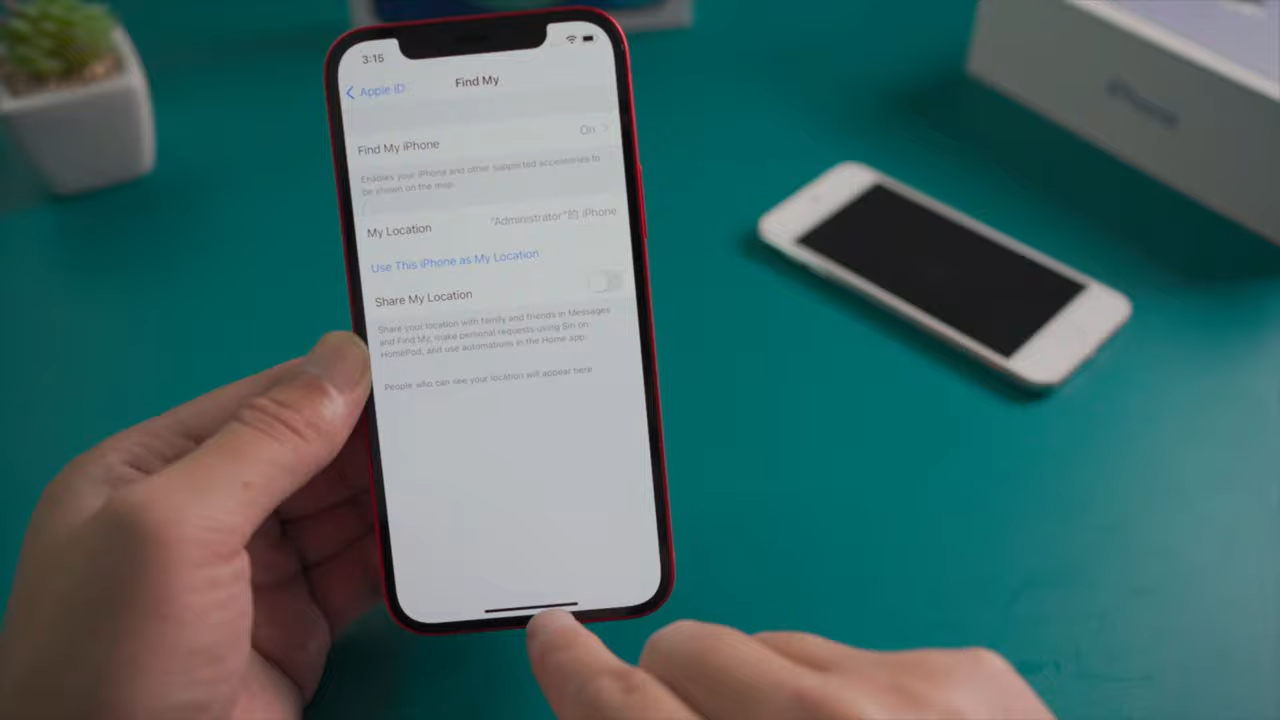 3:15
Apple ID
Find My
Find My iPhone
On
Enables your iPhone and other supported accessories to
be shown on the map.
My Location
"Administrator"的 iPhone
Use This iPhone as My Location
Share My Location
Share your location with family and friends in Messages
and Find My, make personal requests using Siri on
HomePod, and use automations in the Home app.
People who can see your location will appear here
iPhone